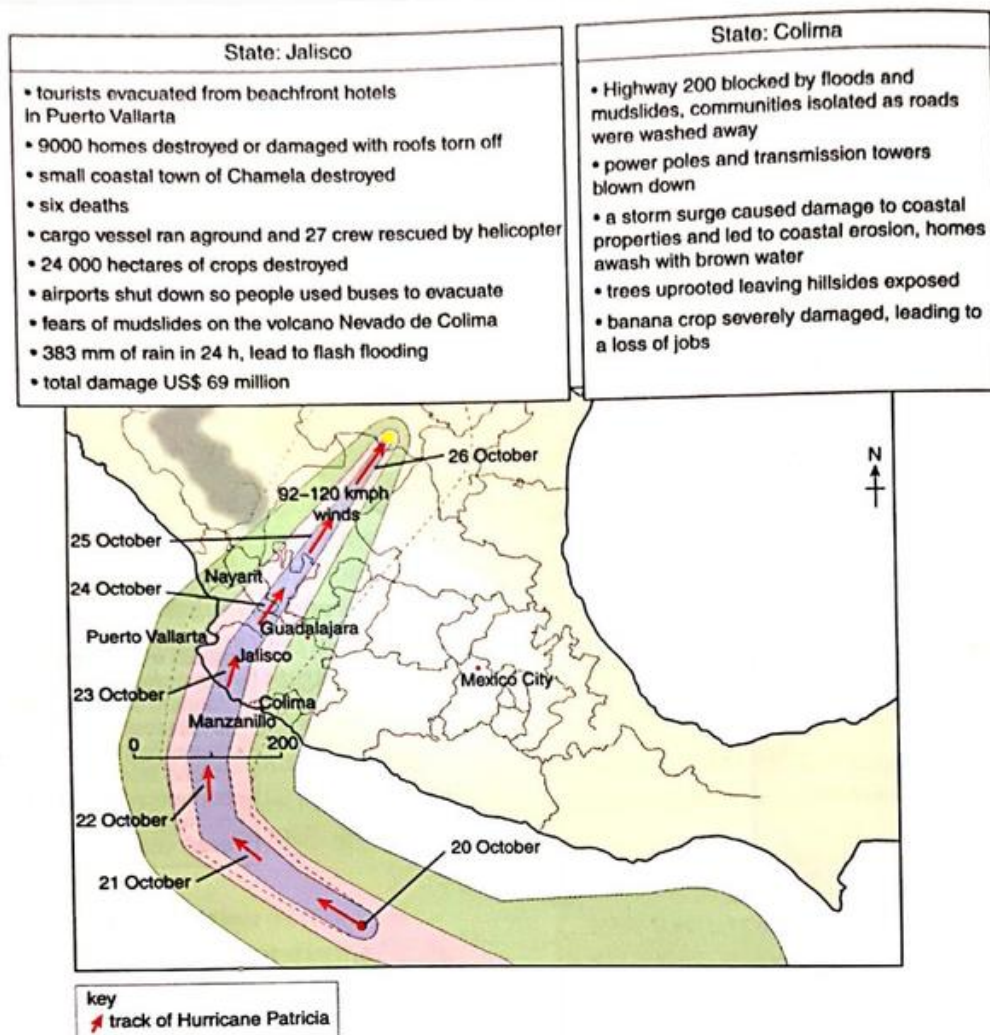 State: Jalisco
• tourists evacuated from beachfront hotels
in Puerto Vallarta
• 9000 homes destroyed or damaged with roofs torn off
• small coastal town of Chamela destroyed
• six deaths
• cargo vessel ran aground and 27 crew rescued by helicopter
• 24 000 hectares of crops destroyed
• airports shut down so people used buses to evacuate
• fears of mudslides on the volcano Nevado de Colima
• 383 mm of rain in 24 h, lead to flash flooding
• total damage US$ 69 million
State: Colima
• Highway 200 blocked by floods and
mudslides, communities isolated as roads
were washed away
• power poles and transmission towers
blown down
• a storm surge caused damage to coastal
properties and led to coastal erosion, homes
awash with brown water
• trees uprooted leaving hillsides exposed
• banana crop severely damaged, leading to
a loss of jobs
26 October
N
92–120 kmph
winds
25 October
Nayarit
24 October
Puerto Vallarta
Guadalajara
Jalisco
Mexico City
23 October
Colima
Manzanillo
0 200
22 October
20 October
21 October
key
track of Hurricane Patricia